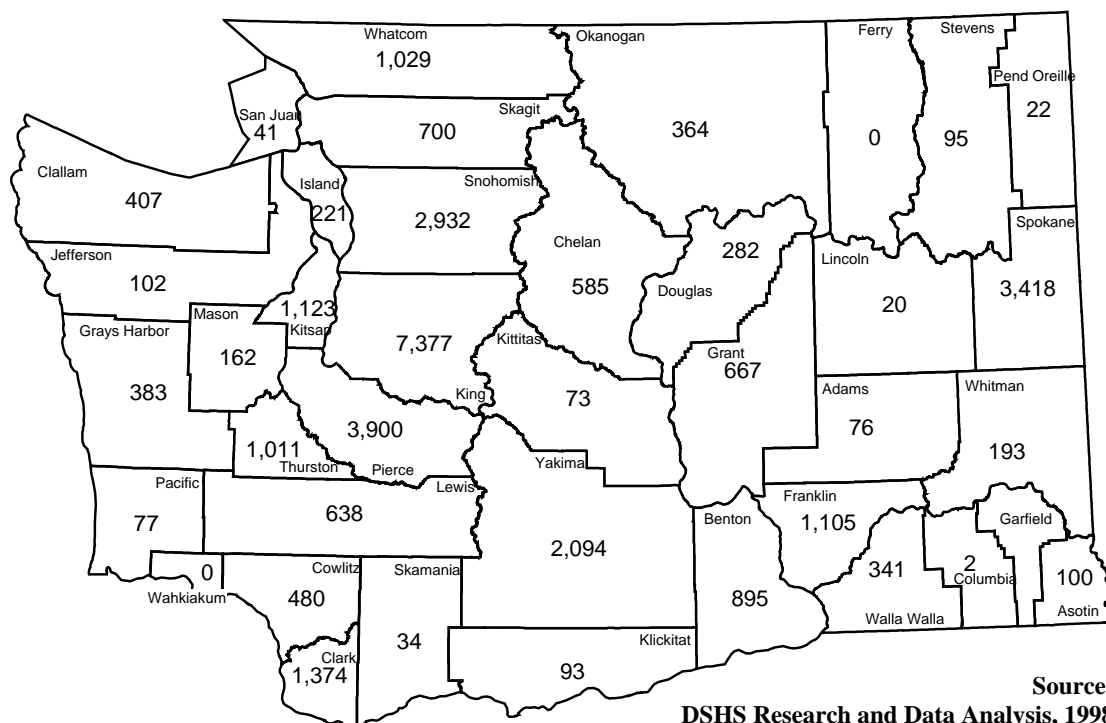 Whatcom
1,029
Okanogan
364
Ferry
0
Stevens
95
Pend Oreille
22
San Juan
41
Skagit
700
Clallam
407
Island
221
Snohomish
2,932
Chelan
585
282
Douglas
Lincoln
20
Spokane
3,418
Jefferson
102
1,123
Kitsap
Mason
162
Grays Harbor
383
7,377
King
Kittitas
73
Grant
667
Adams
76
Whitman
193
1,011
Thurston
3,900
Pierce
Yakima
2,094
Pacific
77
Lewis
638
Benton
895
Franklin
1,105
Garfield
341
Walla Walla
2
Columbia
100
Asotin
0
Wahkiakum
Cowlitz
480
Skamania
34
Clark
1,374
Klickitat
93
Source
DSHS Research and Data Analysis, 1998